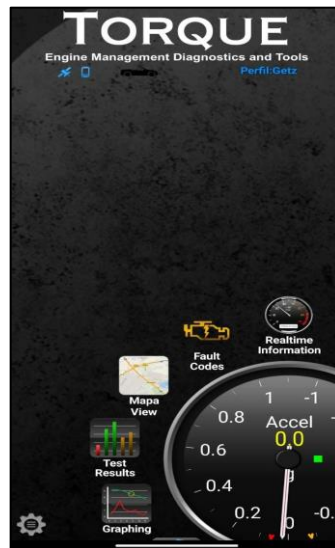 TORQUE
Engine Management Diagnostics and Tools
Perfil:Getz
Realtime
Information
Fault
Codes
Mapa
View
Test
Results
Graphing
1 -1
0.8 Accel
0.0
0.6
g
0.4
0.2 0 -0.